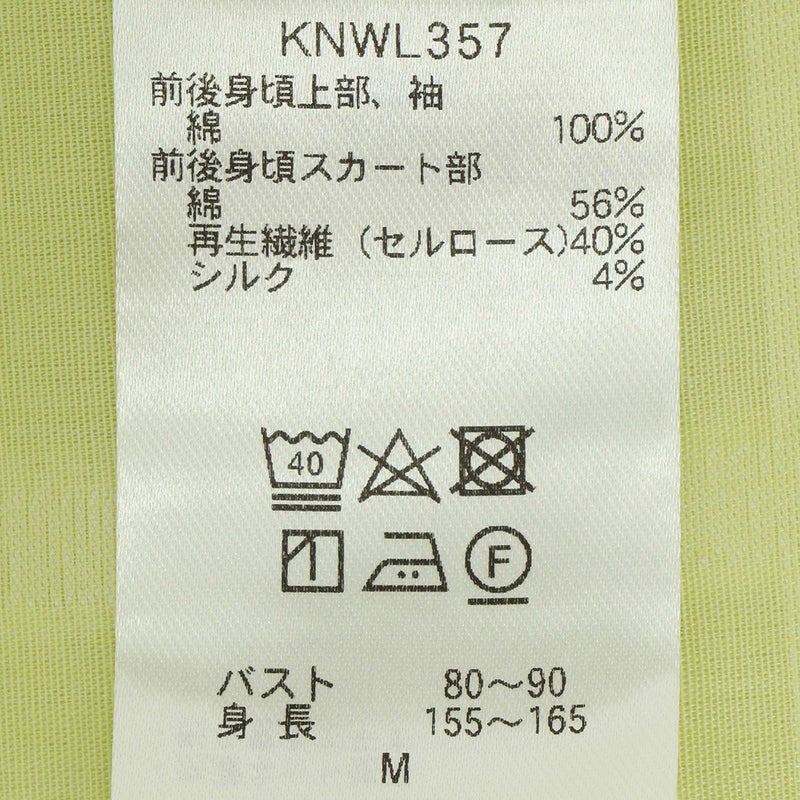 KNWL357
前後身頃上部、袖
綿 100%
前後身頃スカート部
綿 56%
再生繊維（セルロース）40%
シルク 4%
40
F
バスト 80～90
身 長 155～165
M